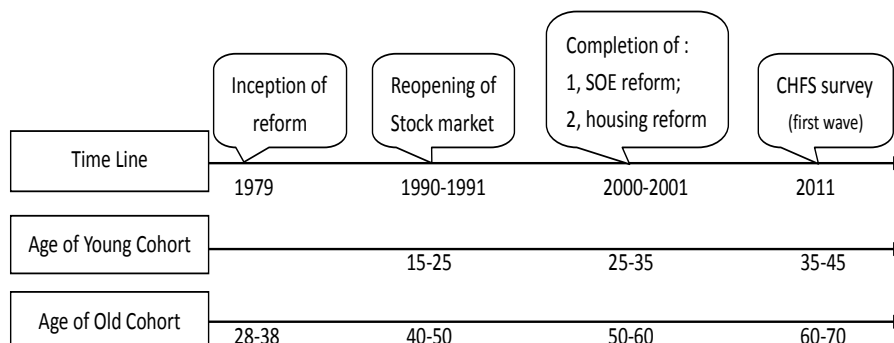 Inception of
reform
Reopening of
Stock market
Completion of :
1, SOE reform;
2, housing reform
CHFS survey
(first wave)
Time Line
1979
1990-1991
2000-2001
2011
Age of Young Cohort
15-25
25-35
35-45
Age of Old Cohort
28-38
40-50
50-60
60-70